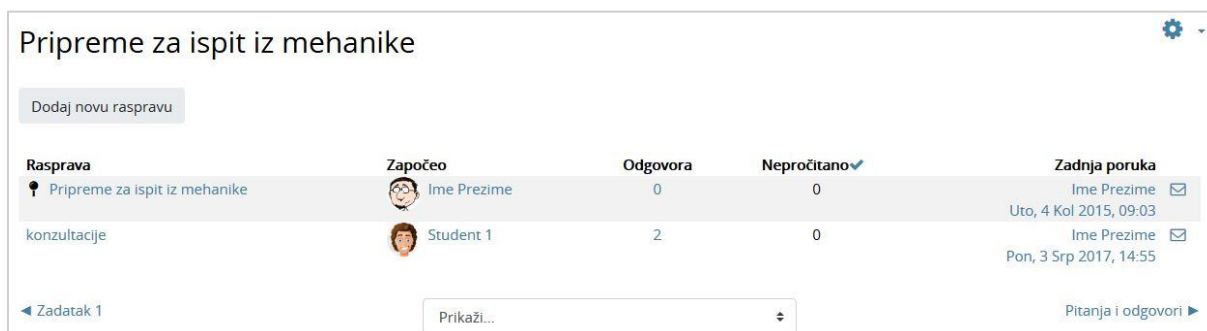 Pripreme za ispit iz mehanike
Dodaj novu raspravu
Rasprava Započeo Odgovora Nepročitano Zadnja poruka
Pripreme za ispit iz mehanike Ime Prezime 0 0 Ime Prezime
Uto, 4 Kol 2015, 09:03
konzultacije Student 1 2 0 Ime Prezime
Pon, 3 Srp 2017, 14:55
◄ Zadatak 1 Prikaži... Pitanja i odgovori ►